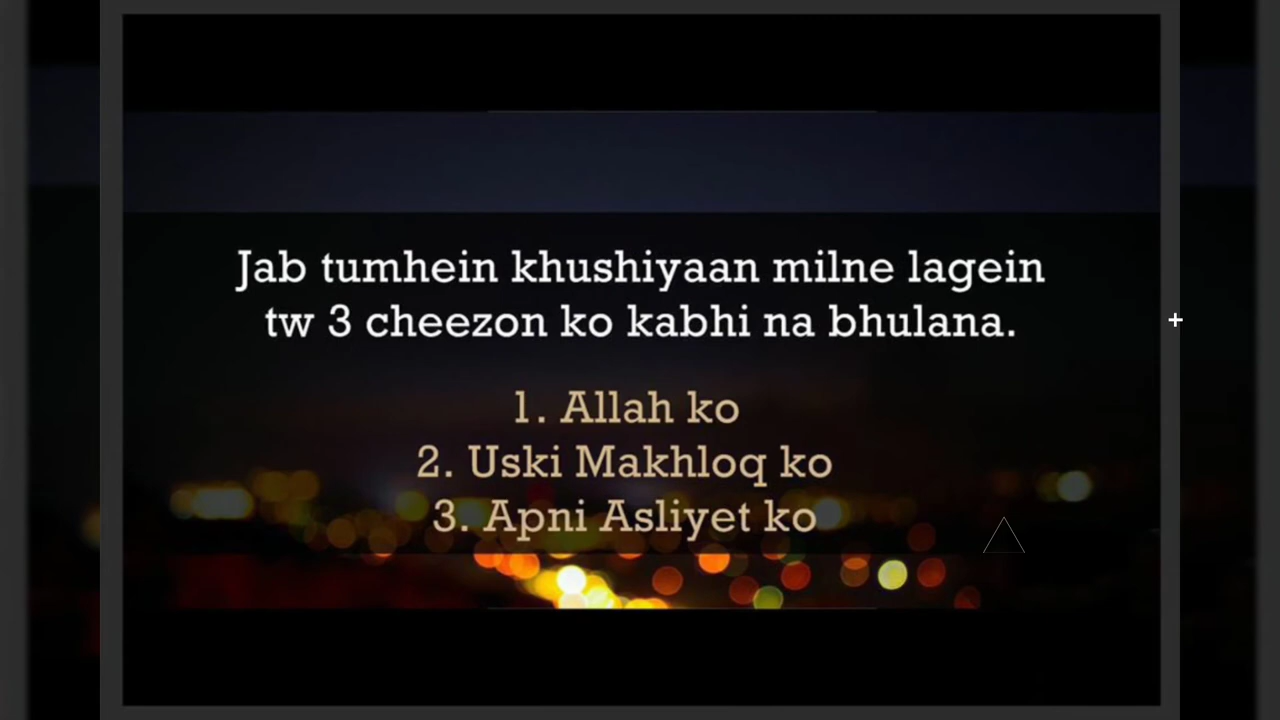 Jab tumhein khushiyaan milne lagein
tw 3 cheezon ko kabhi na bhulana.
1. Allah ko
2. Uski Makhloq ko
3. Apni Asliyet ko